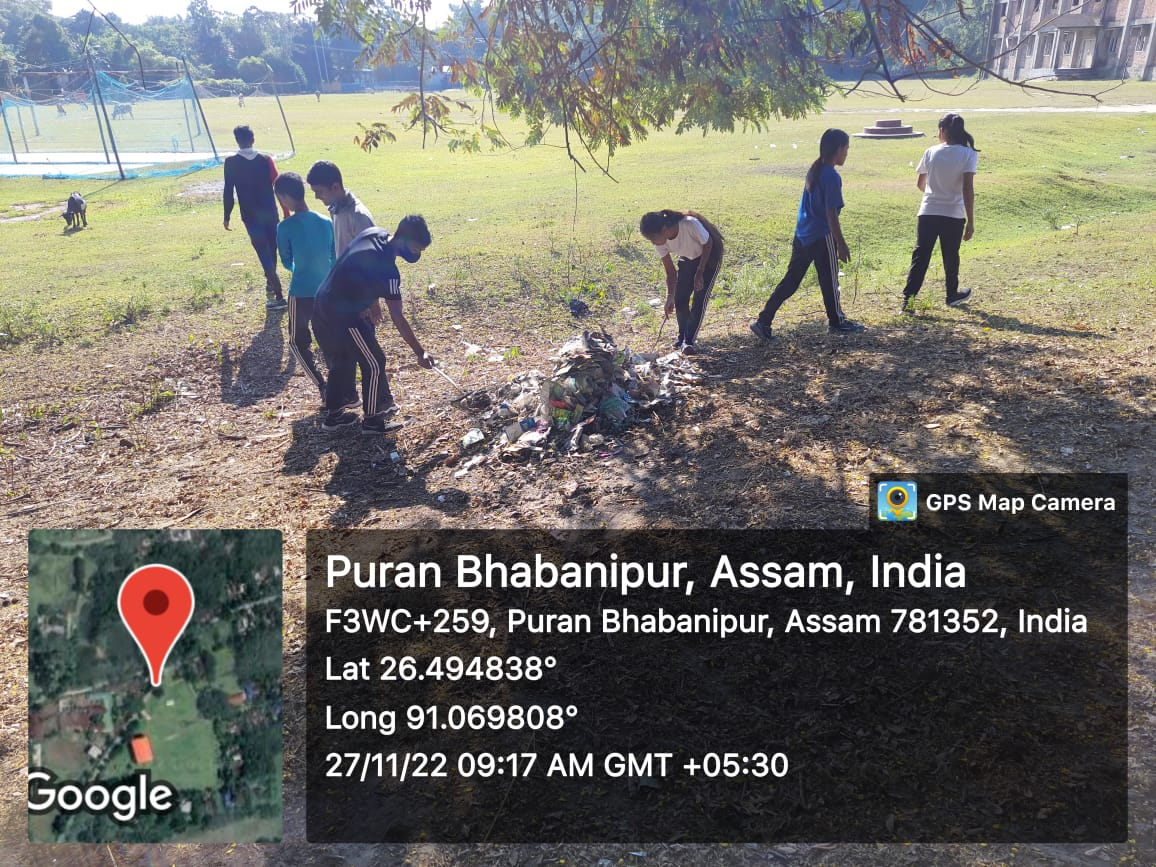 GPS Map Camera
Puran Bhabanipur, Assam, India
F3WC+259, Puran Bhabanipur, Assam 781352, India
Lat 26.494838°
Long 91.069808°
27/11/22 09:17 AM GMT +05:30
Google